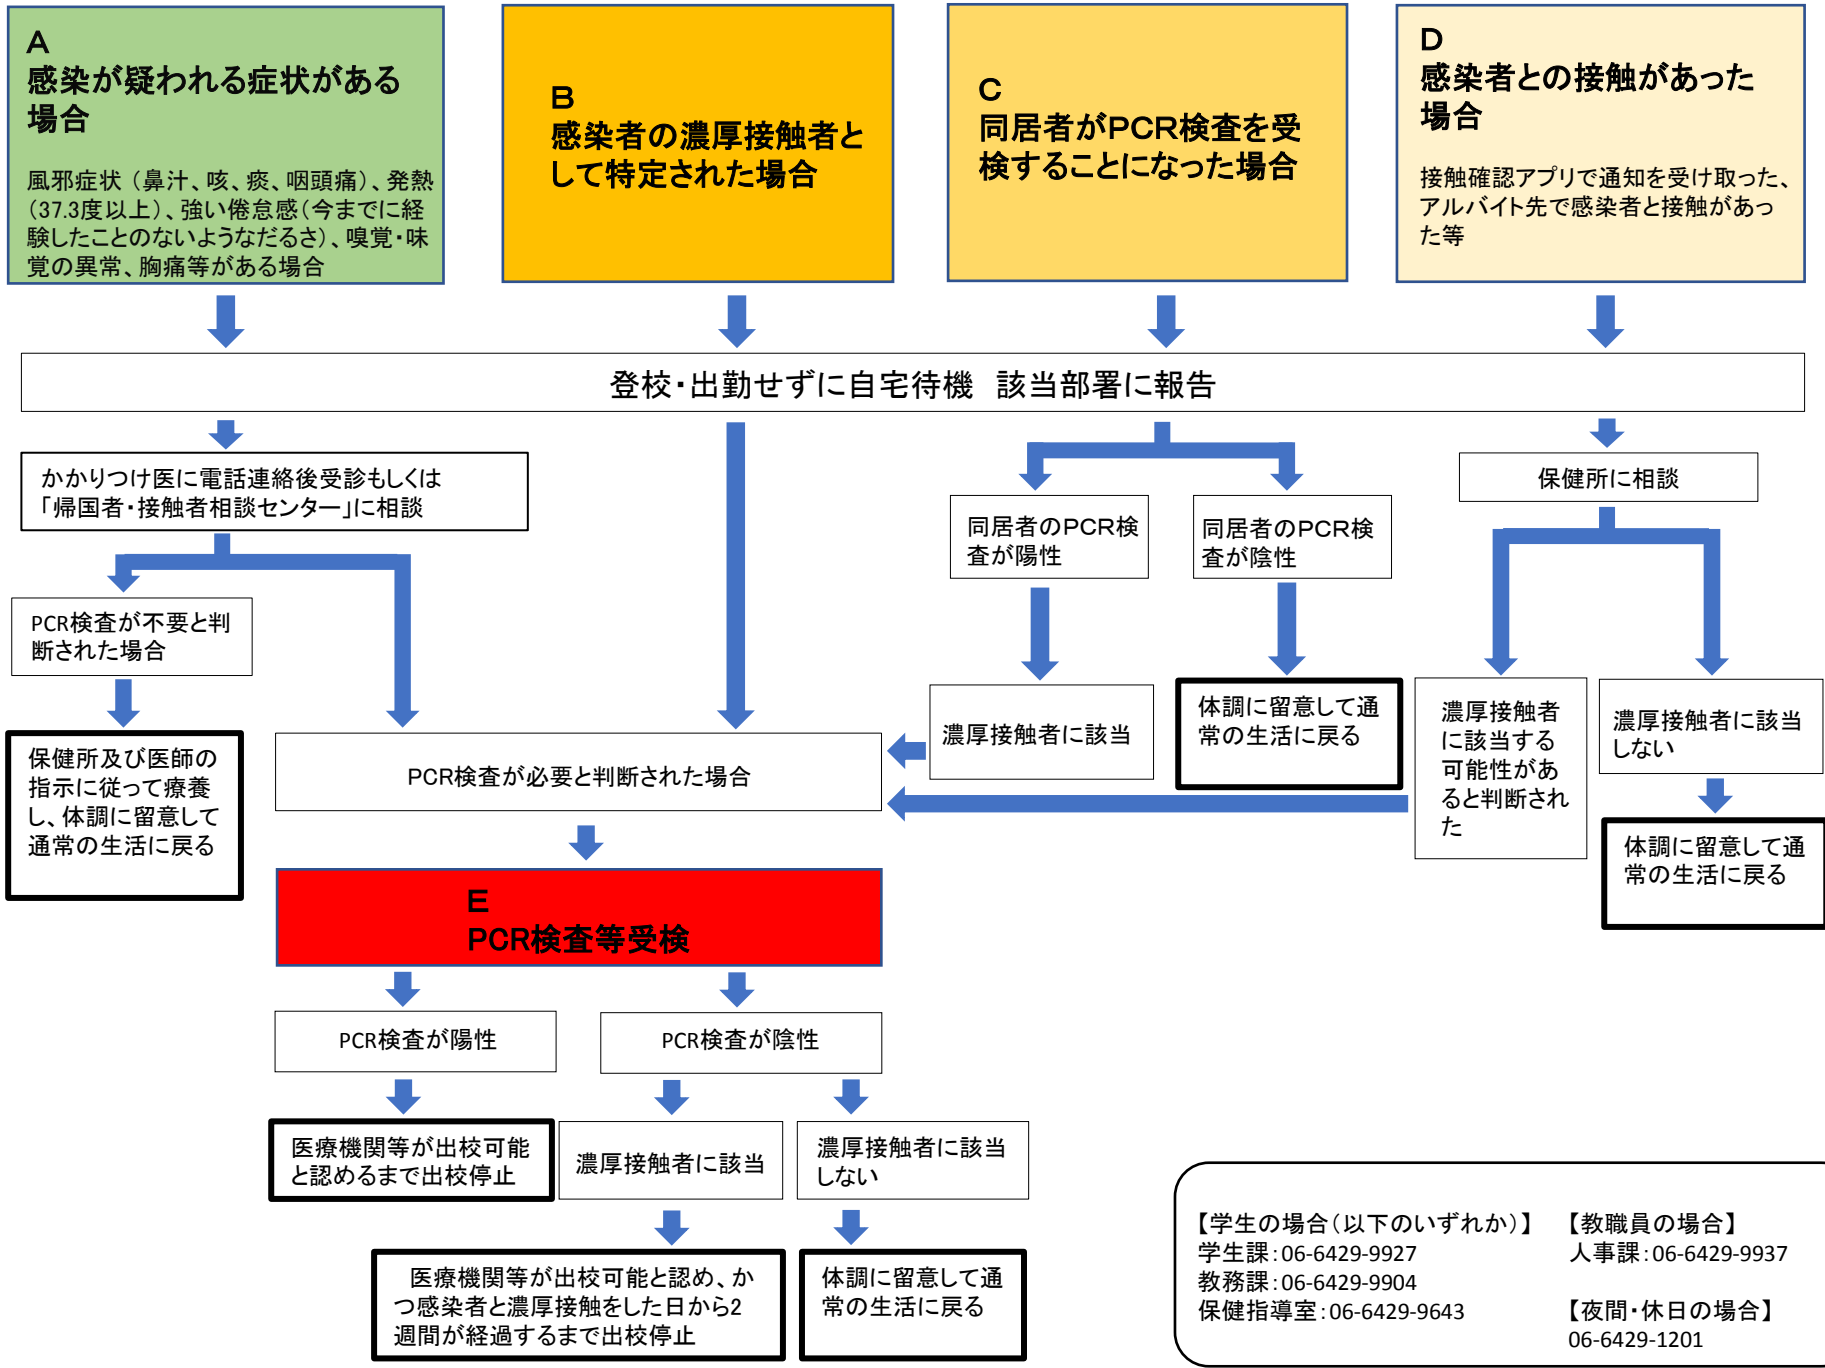 A
感染が疑われる症状がある
場合
風邪症状（鼻汁、咳、痰、咽頭痛）、発熱
（37.3度以上）、強い倦怠感（今までに経
験したことのないようなだるさ）、嗅覚・味
覚の異常、胸痛等がある場合
B
感染者の濃厚接触者と
して特定された場合
C
同居者がPCR検査を受
検することになった場合
D
感染者との接触があった
場合
接触確認アプリで通知を受け取った、
アルバイト先で感染者と接触があっ
た等
登校・出勤せずに自宅待機　該当部署に報告
かかりつけ医に電話連絡後受診もしくは
「帰国者・接触者相談センター」に相談
同居者のPCR検
査が陽性
同居者のPCR検
査が陰性
保健所に相談
PCR検査が不要と判
断された場合
保健所及び医師の
指示に従って療養
し、体調に留意して
通常の生活に戻る
PCR検査が必要と判断された場合
濃厚接触者に該当
体調に留意して通
常の生活に戻る
濃厚接触者
に該当する
可能性があ
ると判断され
た
濃厚接触者に該当
しない
体調に留意して通
常の生活に戻る
E
PCR検査等受検
PCR検査が陽性
PCR検査が陰性
医療機関等が出校可能
と認めるまで出校停止
濃厚接触者に該当
濃厚接触者に該当
しない
医療機関等が出校可能と認め、か
つ感染者と濃厚接触をした日から2
週間が経過するまで出校停止
体調に留意して通
常の生活に戻る
【学生の場合（以下のいずれか）】
学生課：06-6429-9927
教務課：06-6429-9904
保健指導室：06-6429-9643
【教職員の場合】
人事課：06-6429-9937
【夜間・休日の場合】
06-6429-1201